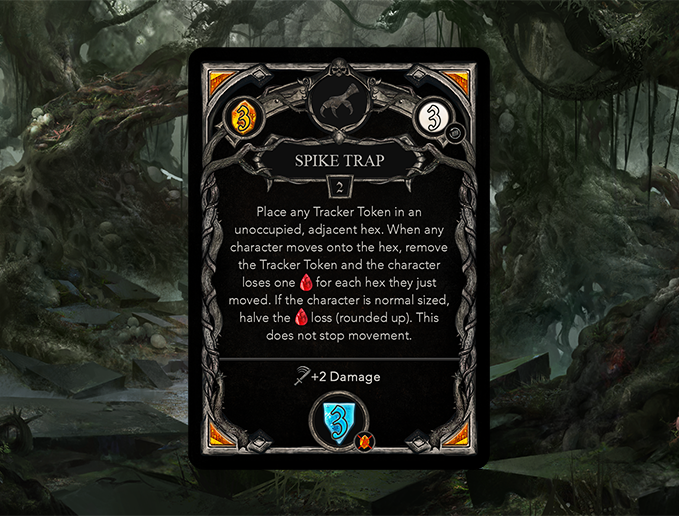 3 3
SPIKE TRAP
2
Place any Tracker Token in an
unoccupied, adjacent hex. When any
character moves onto the hex, remove
the Tracker Token and the character
loses one for each hex they just
moved. If the character is normal sized,
halve the loss (rounded up). This
does not stop movement.
+2 Damage
3